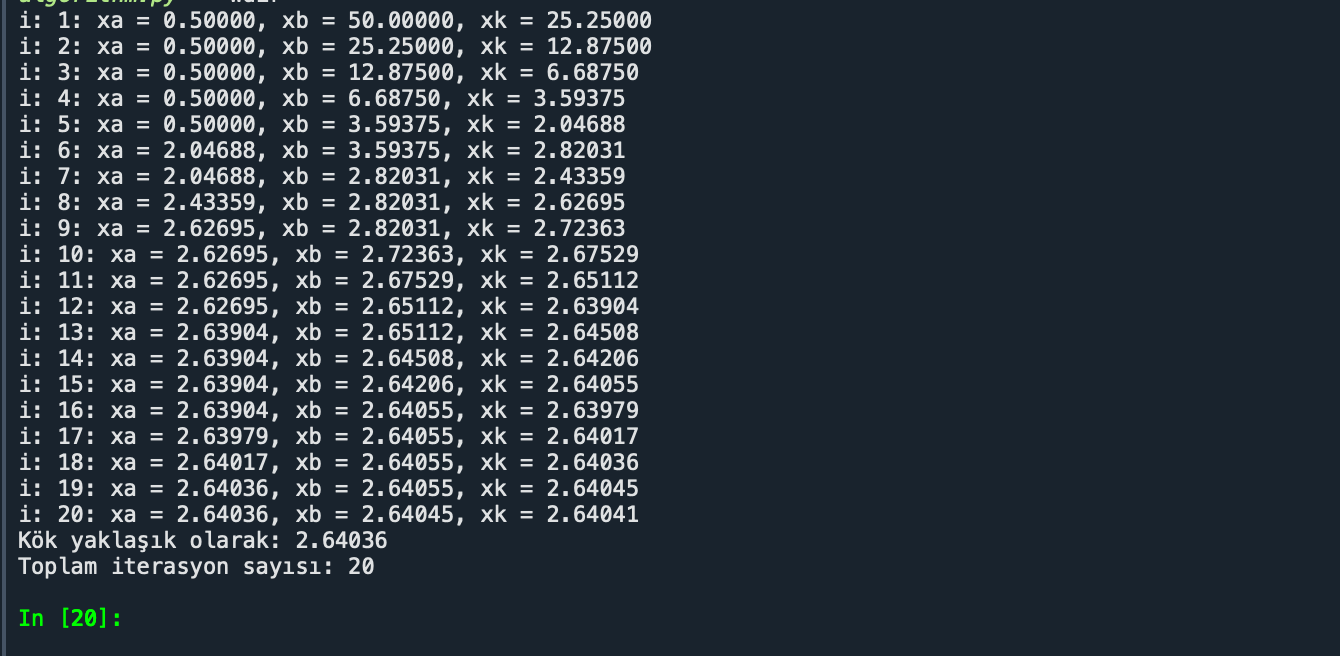 i: 1: xa = 0.50000, xb = 50.00000, xk = 25.25000
i: 2: xa = 0.50000, xb = 25.25000, xk = 12.87500
i: 3: xa = 0.50000, xb = 12.87500, xk = 6.68750
i: 4: xa = 0.50000, xb = 6.68750, xk = 3.59375
i: 5: xa = 0.50000, xb = 3.59375, xk = 2.04688
i: 6: xa = 2.04688, xb = 3.59375, xk = 2.82031
i: 7: xa = 2.04688, xb = 2.82031, xk = 2.43359
i: 8: xa = 2.43359, xb = 2.82031, xk = 2.62695
i: 9: xa = 2.62695, xb = 2.82031, xk = 2.72363
i: 10: xa = 2.62695, xb = 2.72363, xk = 2.67529
i: 11: xa = 2.62695, xb = 2.67529, xk = 2.65112
i: 12: xa = 2.62695, xb = 2.65112, xk = 2.63904
i: 13: xa = 2.63904, xb = 2.65112, xk = 2.64508
i: 14: xa = 2.63904, xb = 2.64508, xk = 2.64206
i: 15: xa = 2.63904, xb = 2.64206, xk = 2.64055
i: 16: xa = 2.63904, xb = 2.64055, xk = 2.63979
i: 17: xa = 2.63979, xb = 2.64055, xk = 2.64017
i: 18: xa = 2.64017, xb = 2.64055, xk = 2.64036
i: 19: xa = 2.64036, xb = 2.64055, xk = 2.64045
i: 20: xa = 2.64036, xb = 2.64045, xk = 2.64041
Kök yaklaşık olarak: 2.64036
Toplam iterasyon sayısı: 20
In [20]: